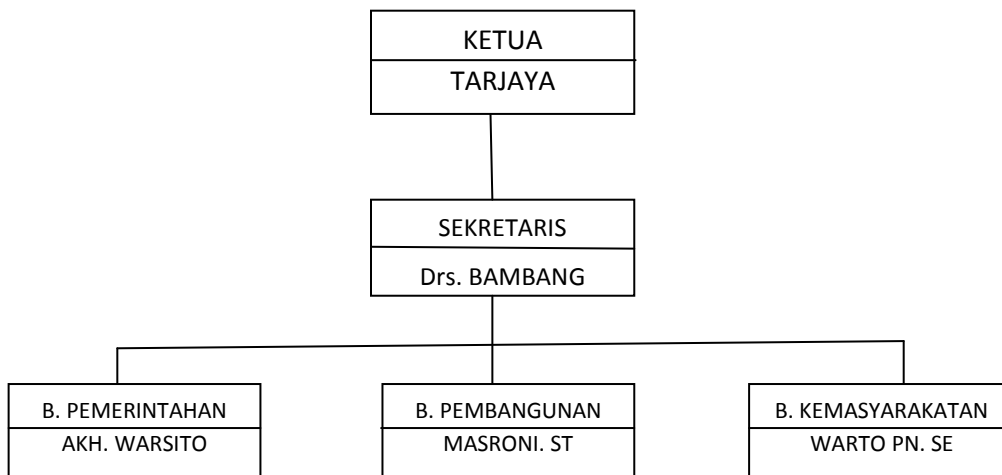 KETUA
TARJAYA
SEKRETARIS
Drs. BAMBANG
B. PEMERINTAHAN
AKH. WARSITO
B. PEMBANGUNAN
MASRONI. ST
B. KEMASYARAKATAN
WARTO PN. SE